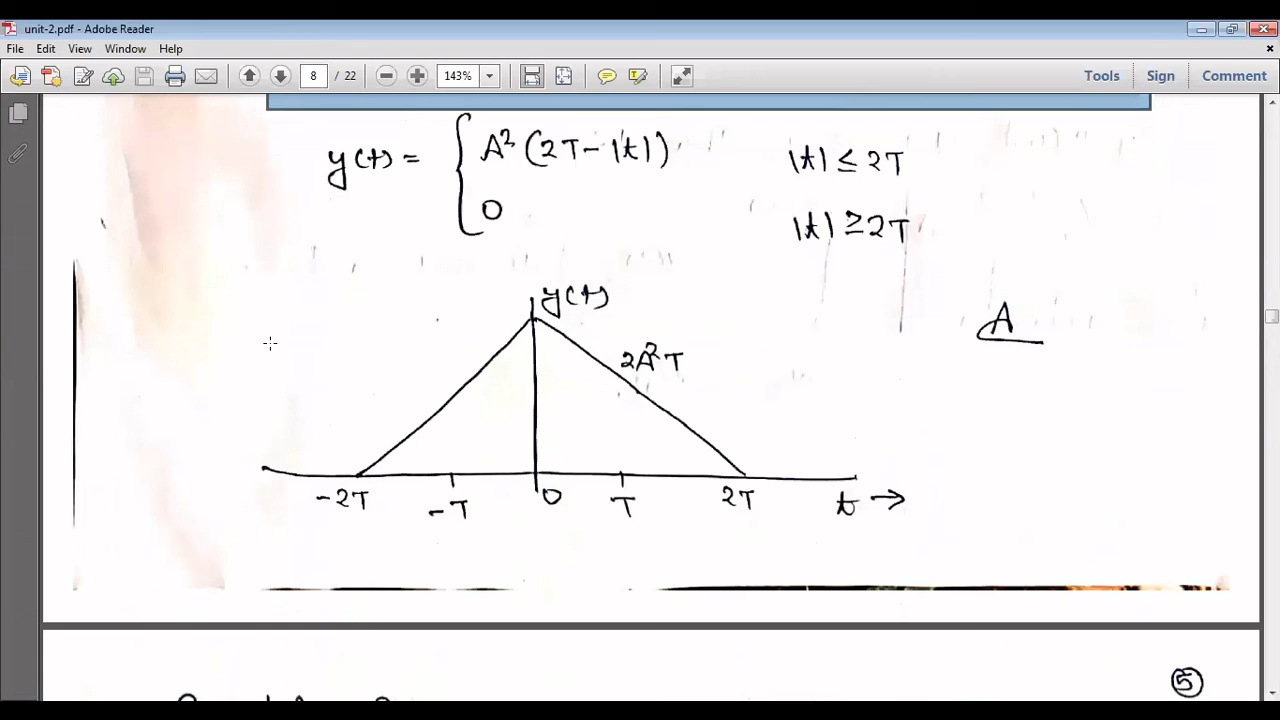 unit-2.pdf - Adobe Reader
File Edit View Window Help
8 / 22 143% Tools Sign Comment
y(t) = { A² (2T - |t|) |t| ≤ 2T
0 |t| ≥ 2T
y(t)
A
2A²T
-2T -T 0 T 2T t →
5